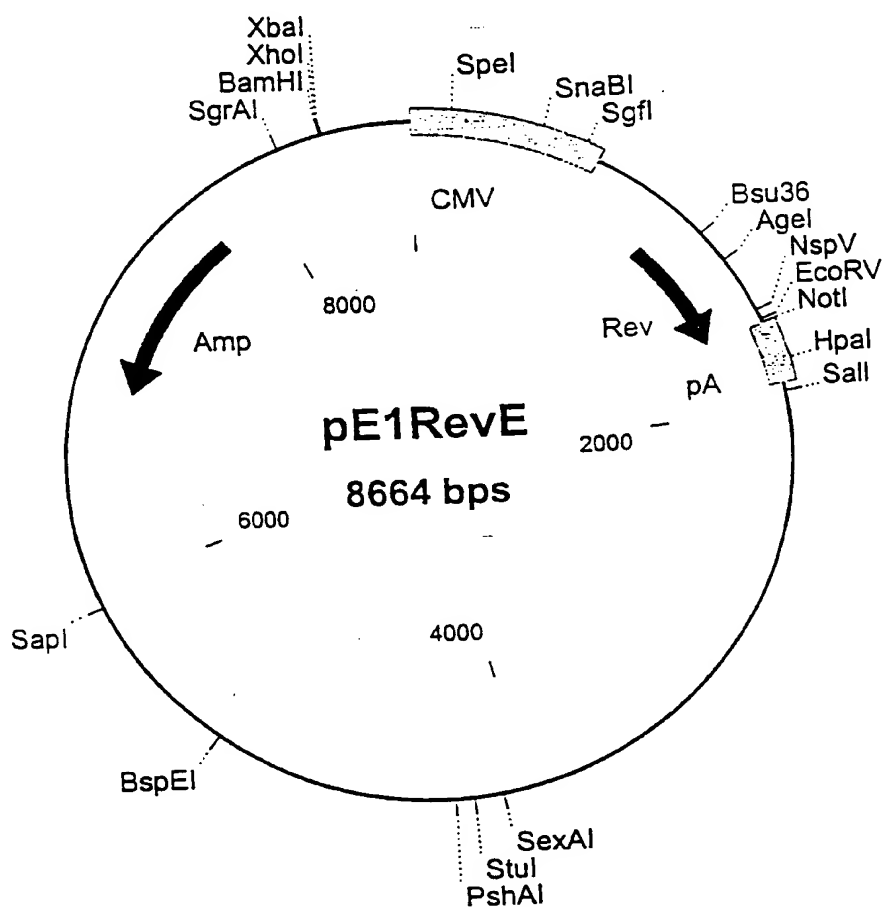 XbaI
XhoI
BamHI
SgrAI
SpeI
SnaBI
SgfI
Bsu36
AgeI
NspV
EcoRV
NotI
HpaI
SalI
CMV
8000
Amp
Rev
pA
pE1RevE
8664 bps
2000
6000
4000
SapI
BspEI
SexAI
StuI
PshAI